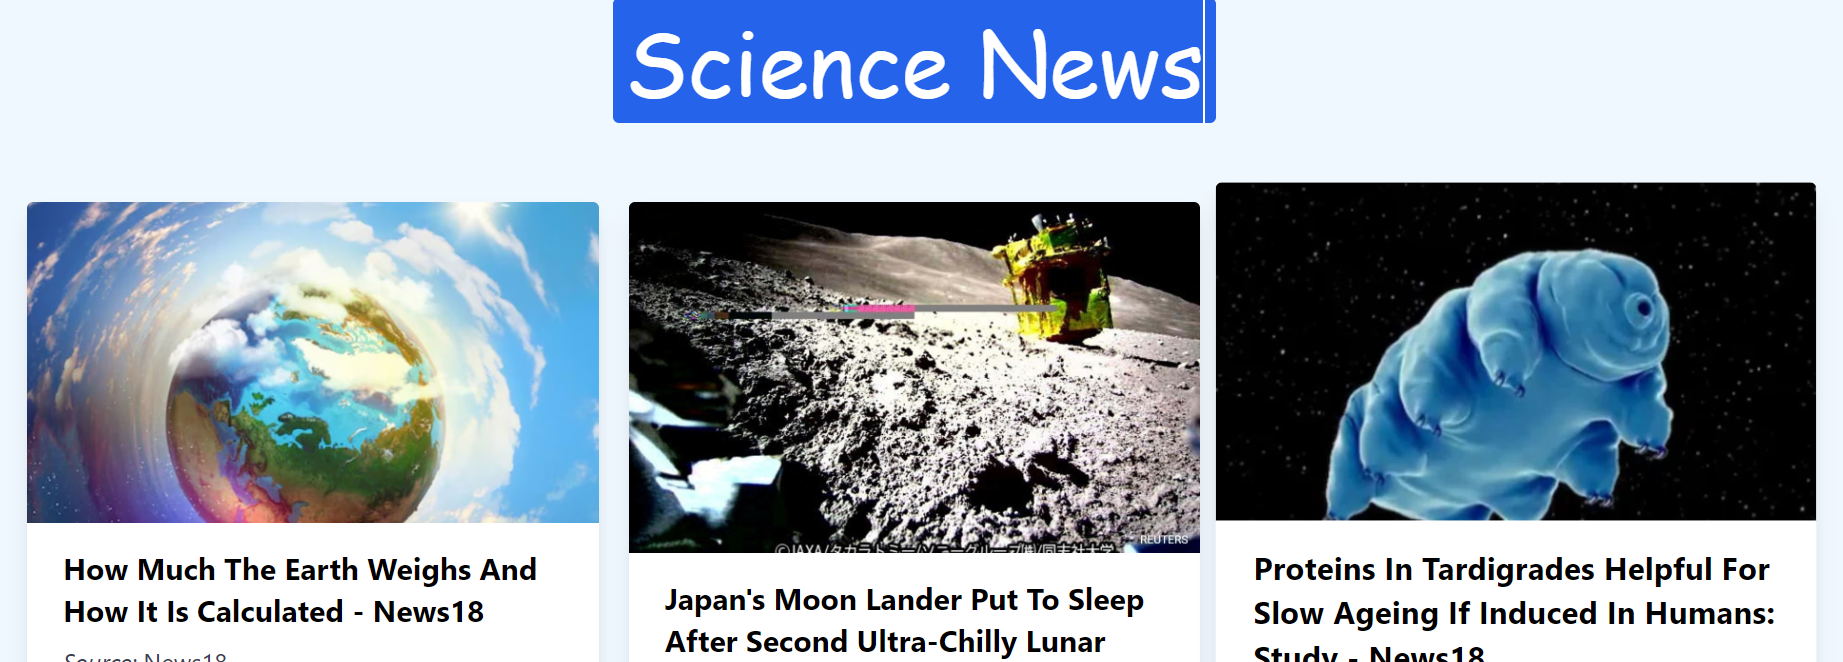 Science News
How Much The Earth Weighs And
How It Is Calculated - News18
Source: News18
REUTERS
Japan's Moon Lander Put To Sleep
After Second Ultra-Chilly Lunar
Proteins In Tardigrades Helpful For
Slow Ageing If Induced In Humans:
Study - News18